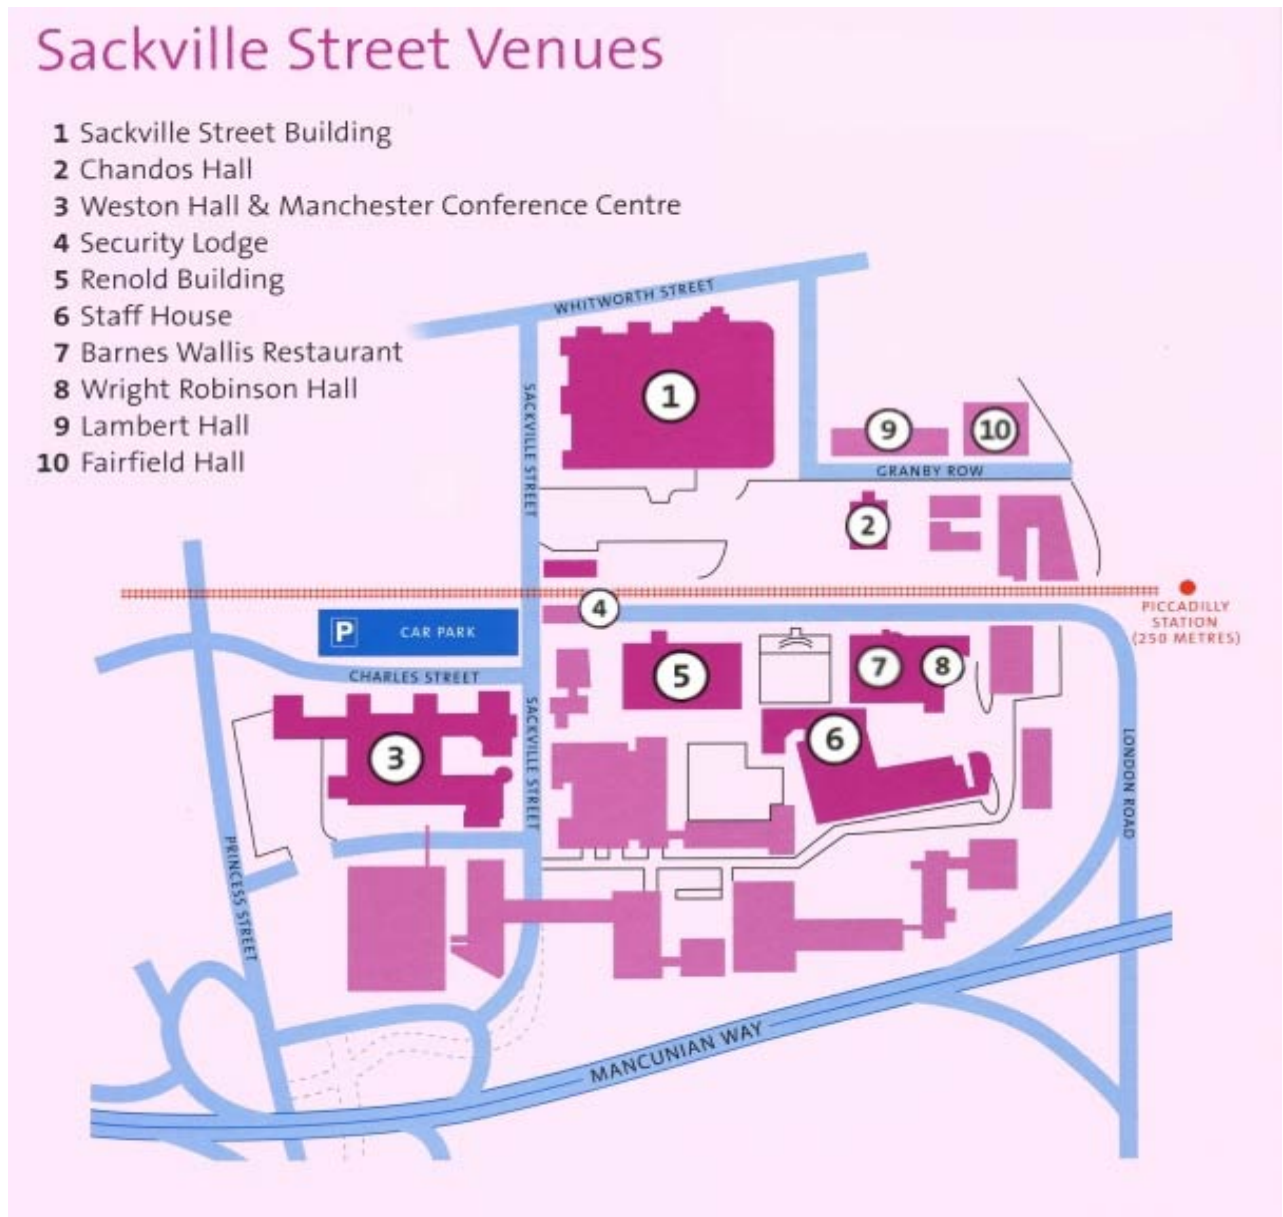 Sackville Street Venues
1 Sackville Street Building
2 Chandos Hall
3 Weston Hall & Manchester Conference Centre
4 Security Lodge
5 Renold Building
6 Staff House
7 Barnes Wallis Restaurant
8 Wright Robinson Hall
9 Lambert Hall
10 Fairfield Hall
WHITWORTH STREET
SACKVILLE STREET
1
9
10
GRANBY ROW
2
4
PICCADILLY
STATION
(250 METRES)
P CAR PARK
CHARLES STREET
5
7
8
3
6
SACKVILLE STREET
LONDON ROAD
PRINCESS STREET
MANCUNIAN WAY